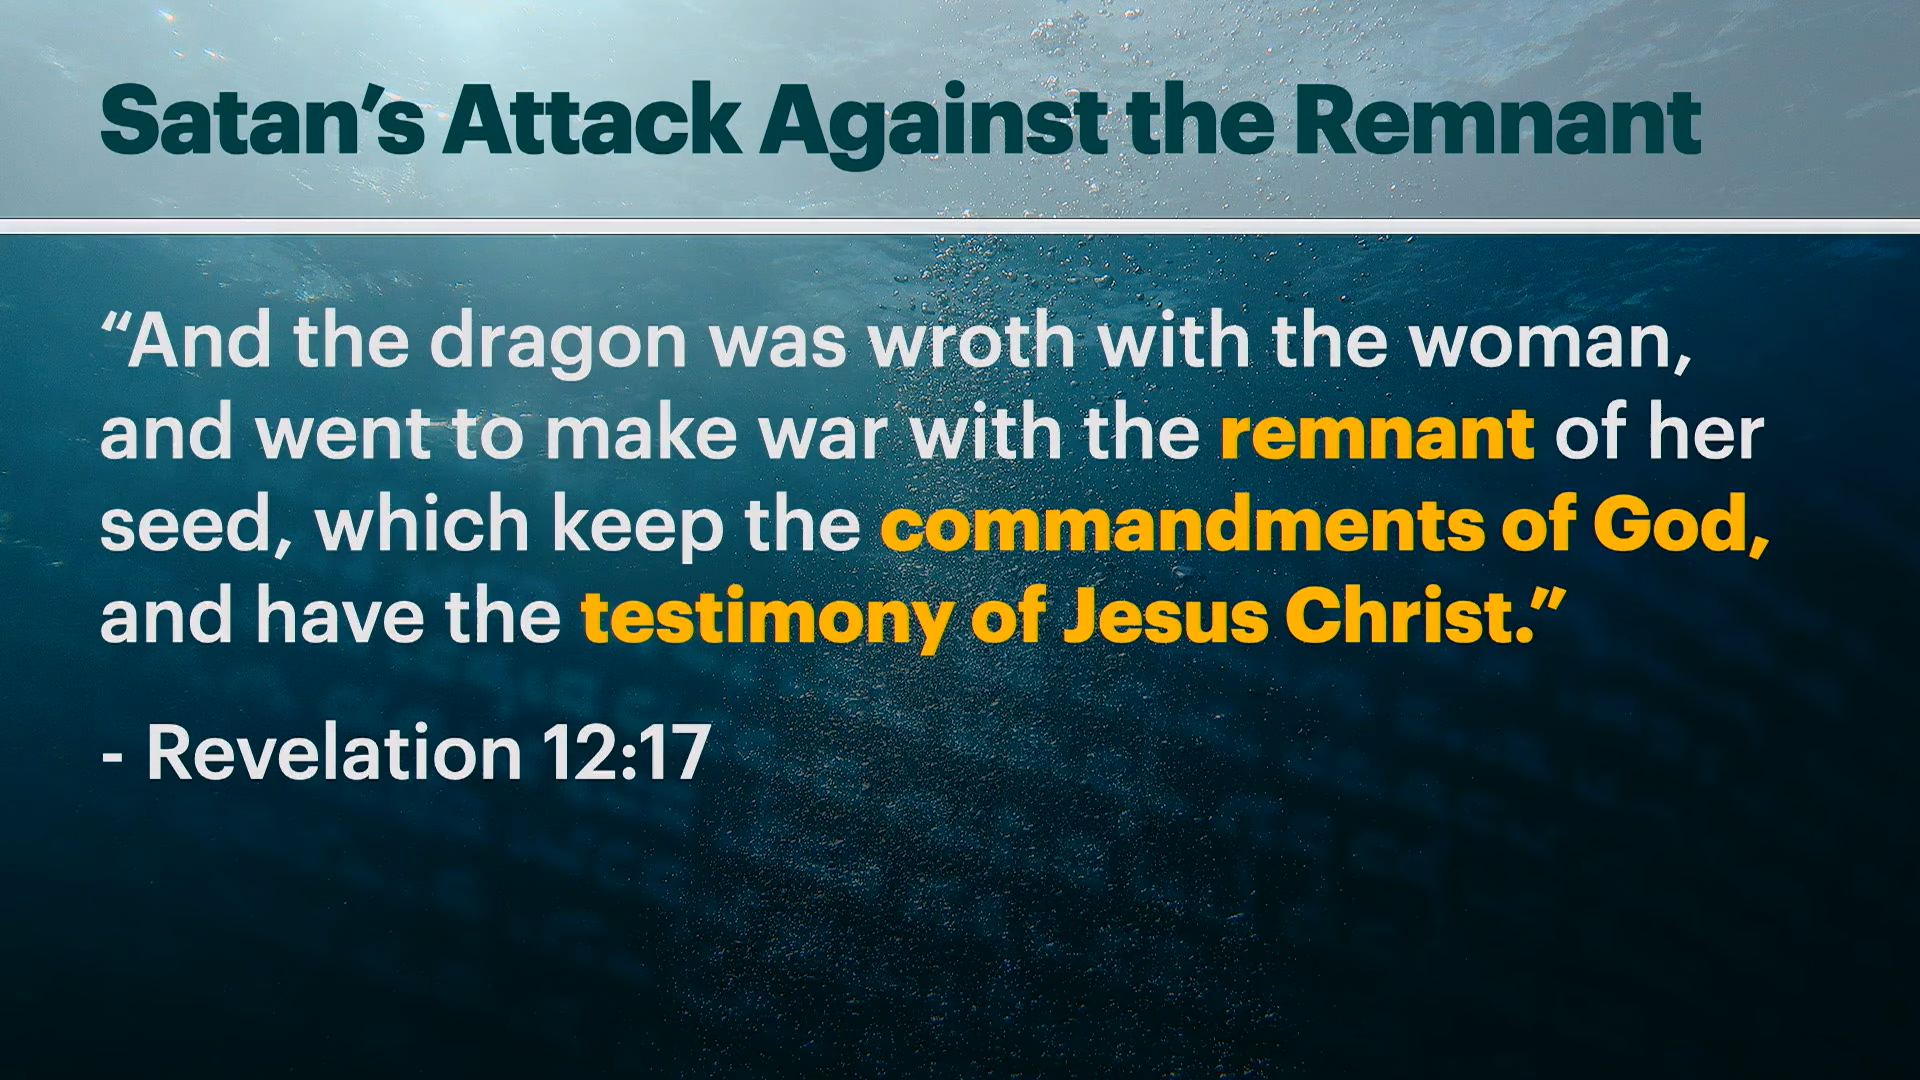 Satan’s Attack Against the Remnant
“And the dragon was wroth with the woman,
and went to make war with the remnant of her
seed, which keep the commandments of God,
and have the testimony of Jesus Christ.”
- Revelation 12:17